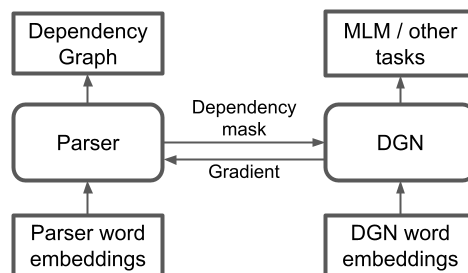 Dependency
Graph
MLM / other
tasks
Parser
Dependency
mask
Gradient
DGN
Parser word
embeddings
DGN word
embeddings